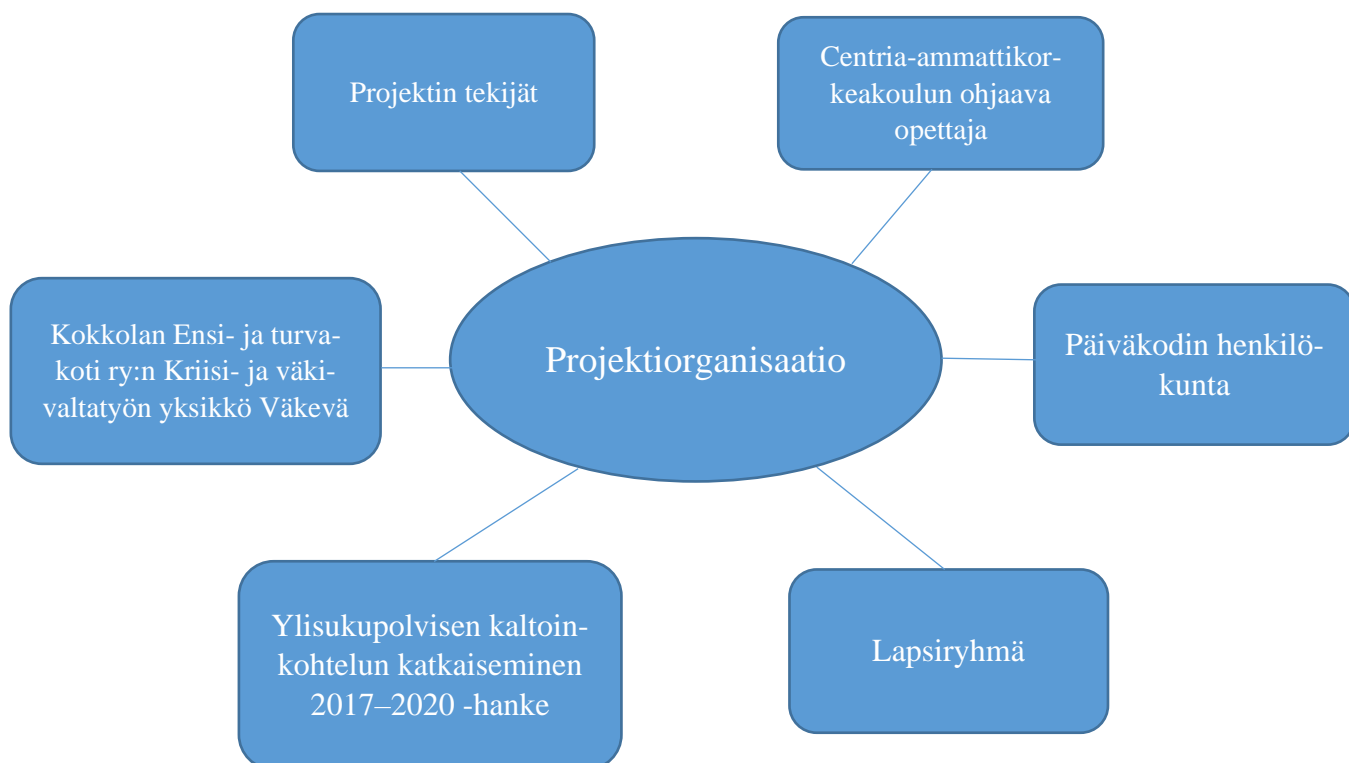 Projektin tekijät
Centria-ammattikor-
keakoulun ohjaava
opettaja
Kokkolan Ensi- ja turva-
koti ry:n Kriisi- ja väki-
valtatyön yksikkö Väkevä
Projektiorganisaatio
Päiväkodin henkilö-
kunta
Ylisukupolvisen kaltoin-
kohtelun katkaiseminen
2017–2020 -hanke
Lapsiryhmä